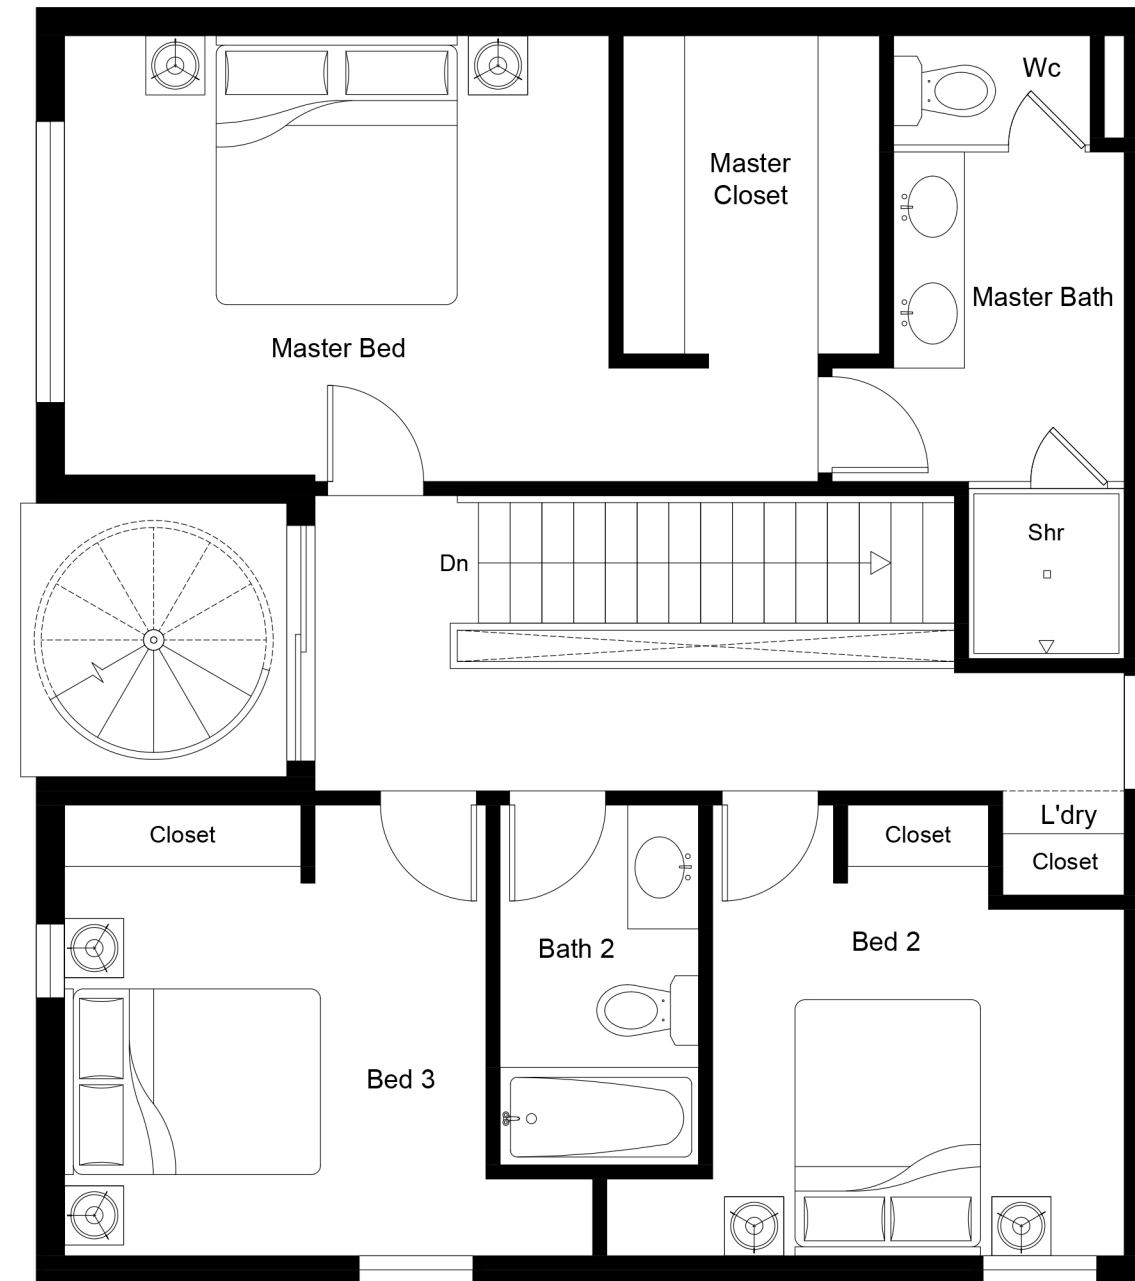 Wc
Master
Closet
Master Bath
Master Bed
Shr
Dn
L'dry
Closet
Closet
Closet
Bath 2
Bed 2
Bed 3